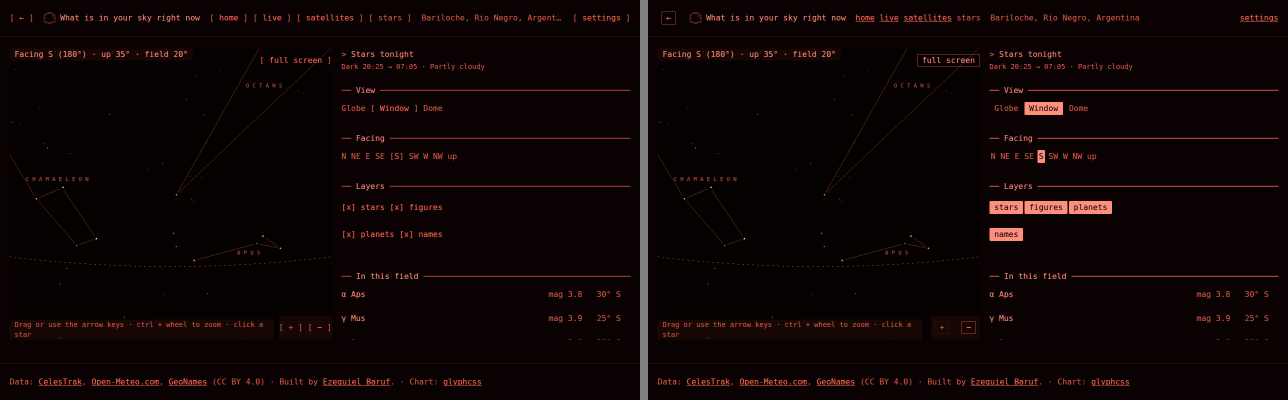 [ ← ] What is in your sky right now [ home ] [ live ] [ satellites ] [ stars ] Bariloche, Río Negro, Argent… [ settings ]
Facing S (180°) · up 35° · field 20°
[ full screen ]
OCTANS
CHAMAELEON
APUS
Drag or use the arrow keys · ctrl + wheel to zoom · click a
star
[ + ] [ − ]
> Stars tonight
Dark 20:25 → 07:05 · Partly cloudy
View
Globe [ Window ] Dome
Facing
N NE E SE [S] SW W NW up
Layers
[x] stars [x] figures
[x] planets [x] names
In this field
α Aps mag 3.8 30° S
γ Mus mag 3.9 25° S
Data: CelesTrak, Open-Meteo.com, GeoNames (CC BY 4.0) · Built by Ezequiel Baruf. · Chart: glyphcss
← What is in your sky right now home live satellites stars Bariloche, Río Negro, Argentina settings
Facing S (180°) · up 35° · field 20°
full screen
OCTANS
CHAMAELEON
APUS
Drag or use the arrow keys · ctrl + wheel to zoom · click a
star
+ −
> Stars tonight
Dark 20:25 → 07:05 · Partly cloudy
View
Globe Window Dome
Facing
N NE E SE S SW W NW up
Layers
stars figures planets
names
In this field
α Aps mag 3.8 30° S
γ Mus mag 3.9 25° S
Data: CelesTrak, Open-Meteo.com, GeoNames (CC BY 4.0) · Built by Ezequiel Baruf. · Chart: glyphcss